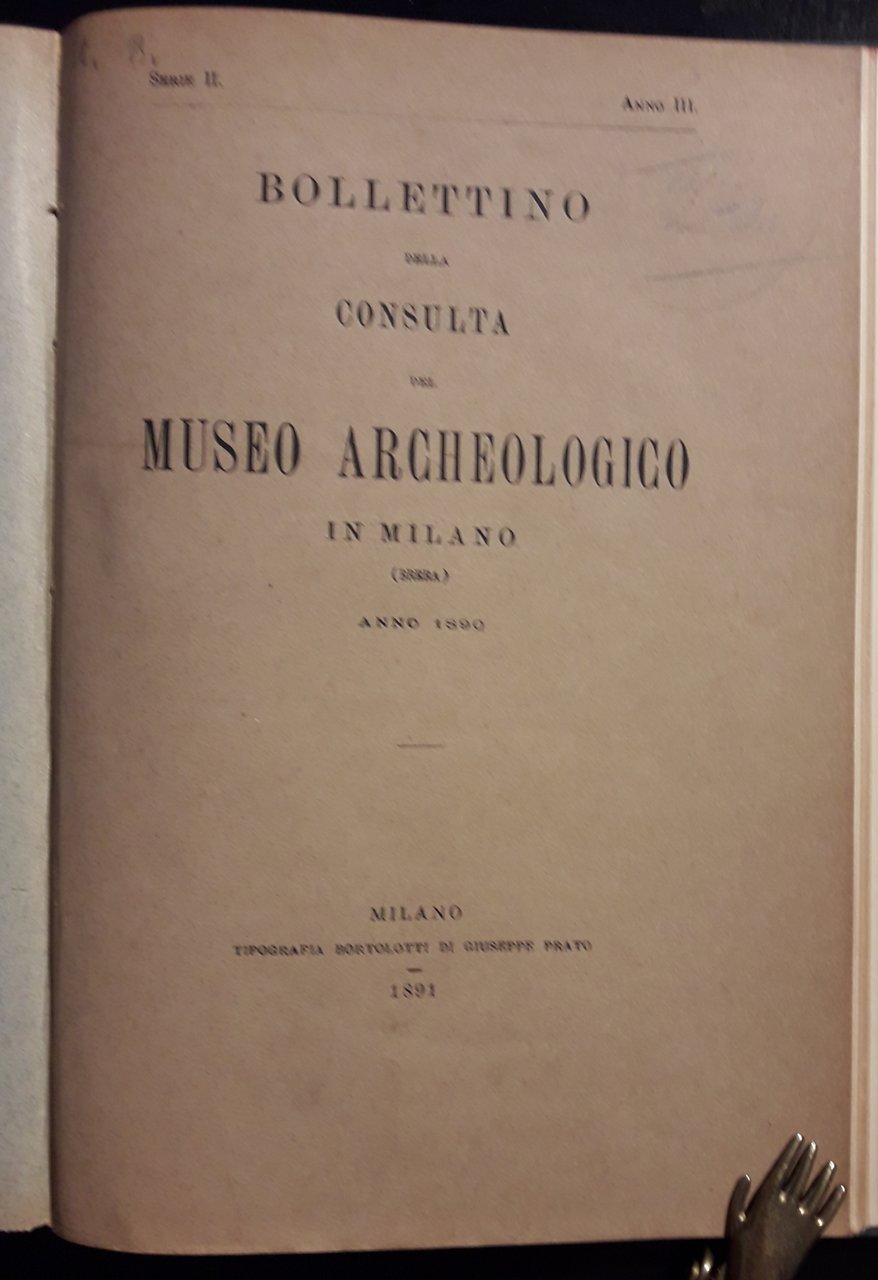 Serie II.
Anno III.
BOLLETTINO
DELLA
CONSULTA
DEL
MUSEO ARCHEOLOGICO
IN MILANO
(BRERA)
ANNO 1890
MILANO
TIPOGRAFIA BORTOLOTTI DI GIUSEPPE PRATO
1891